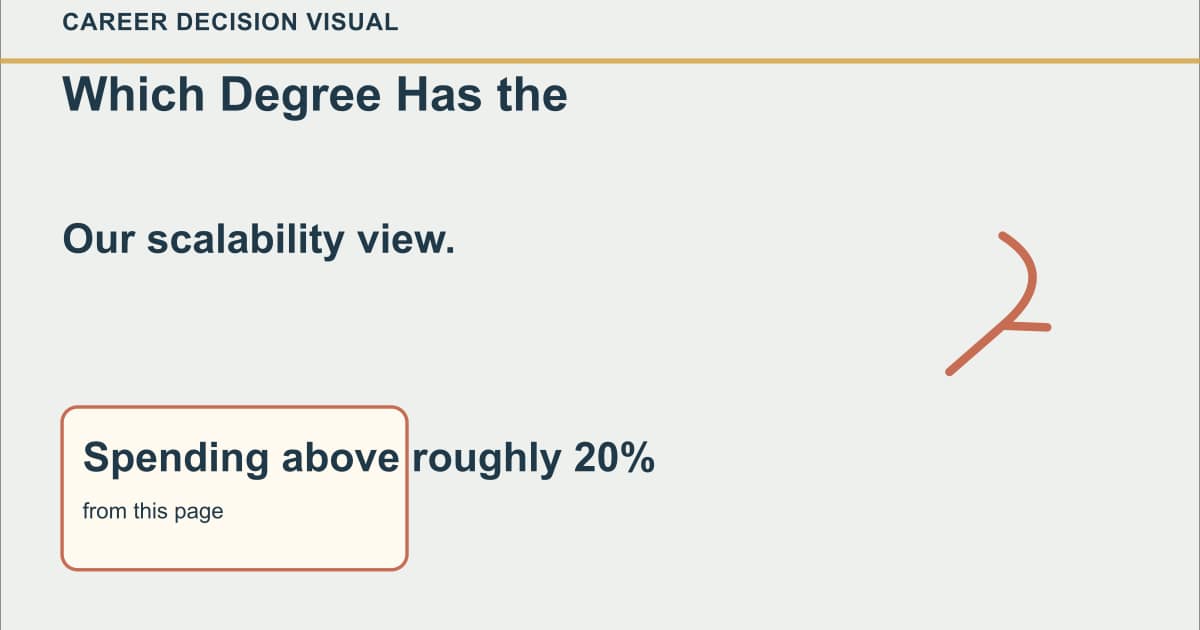 CAREER DECISION VISUAL
Which Degree Has the
Our scalability view.
Spending above roughly 20%
from this page